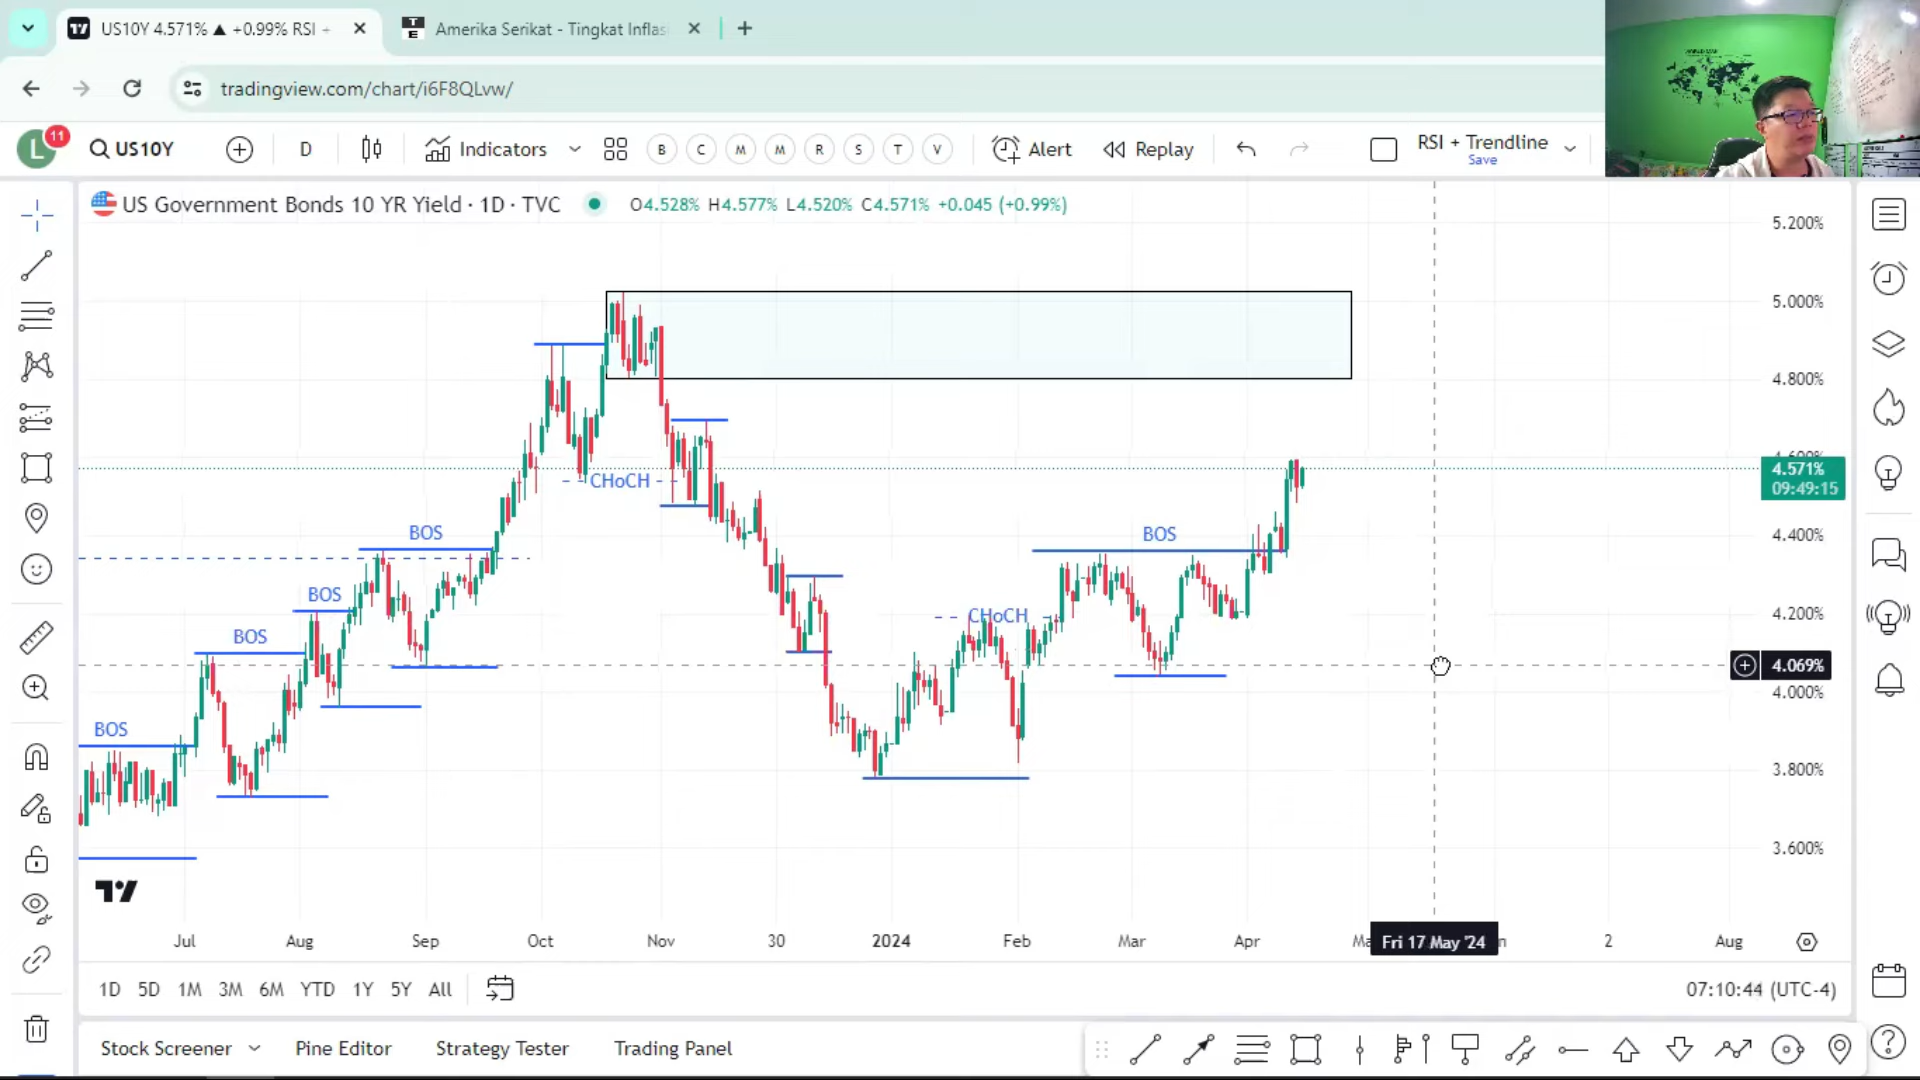 US10Y 4.571% ▲ +0.99% RSI +
Amerika Serikat - Tingkat Inflas
tradingview.com/chart/i6F8QLvw/
L 11
US10Y
D
Indicators
B C M M R S T V
Alert
Replay
RSI + Trendline
Save
US Government Bonds 10 YR Yield · 1D · TVC
O4.528% H4.577% L4.520% C4.571% +0.045 (+0.99%)
5.200%
5.000%
4.800%
4.571%
09:49:15
4.400%
4.200%
4.069%
4.000%
3.800%
3.600%
CHoCH
BOS
BOS
BOS
BOS
BOS
CHoCH
Jul Aug Sep Oct Nov 30 2024 Feb Mar Apr Fri 17 May '24 2 Aug
1D 5D 1M 3M 6M YTD 1Y 5Y All
07:10:44 (UTC-4)
Stock Screener
Pine Editor
Strategy Tester
Trading Panel